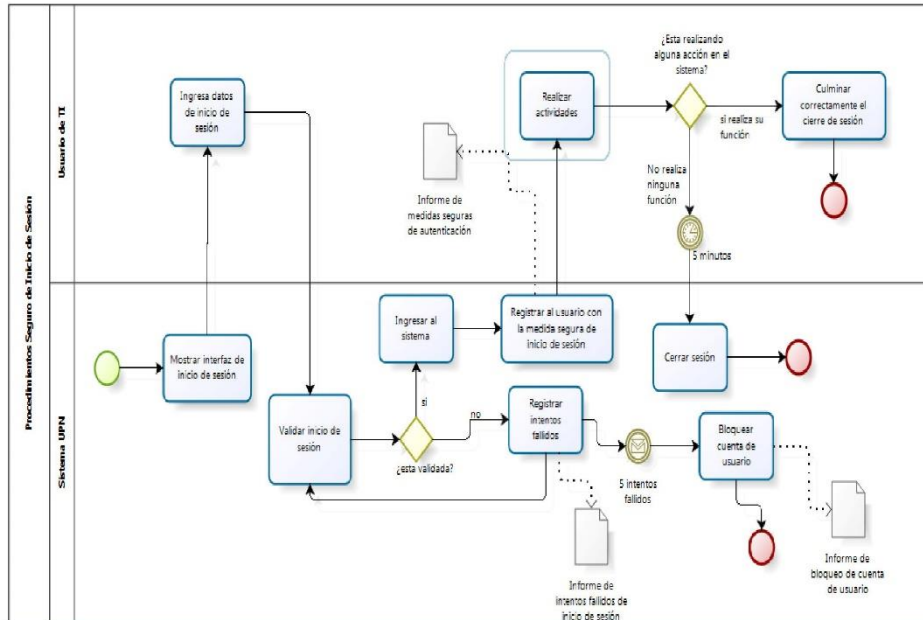 Procedimientos Seguro de Inicio de Sesión
Usuario de TI
Ingresa datos
de inicio de
sesión
Informe de
medidas seguras
de autenticación
Realizar
actividades
¿Esta realizando
alguna acción en el
sistema?
si realiza su
función
Culminar
correctamente el
cierre de sesión
No realiza
ninguna
función
5 minutos
Sistema UPN
Mostrar interfaz de
inicio de sesión
Validar inicio de
sesión
¿esta validada?
si
Ingresar al
sistema
Registrar al usuario con
la medida segura de
inicio de sesión
no
Registrar
intentos
fallidos
Informe de
intentos fallidos de
inicio de sesión
5 intentos
fallidos
Cerrar sesión
Bloquear
cuenta de
usuario
Informe de
bloqueo de cuenta
de usuario